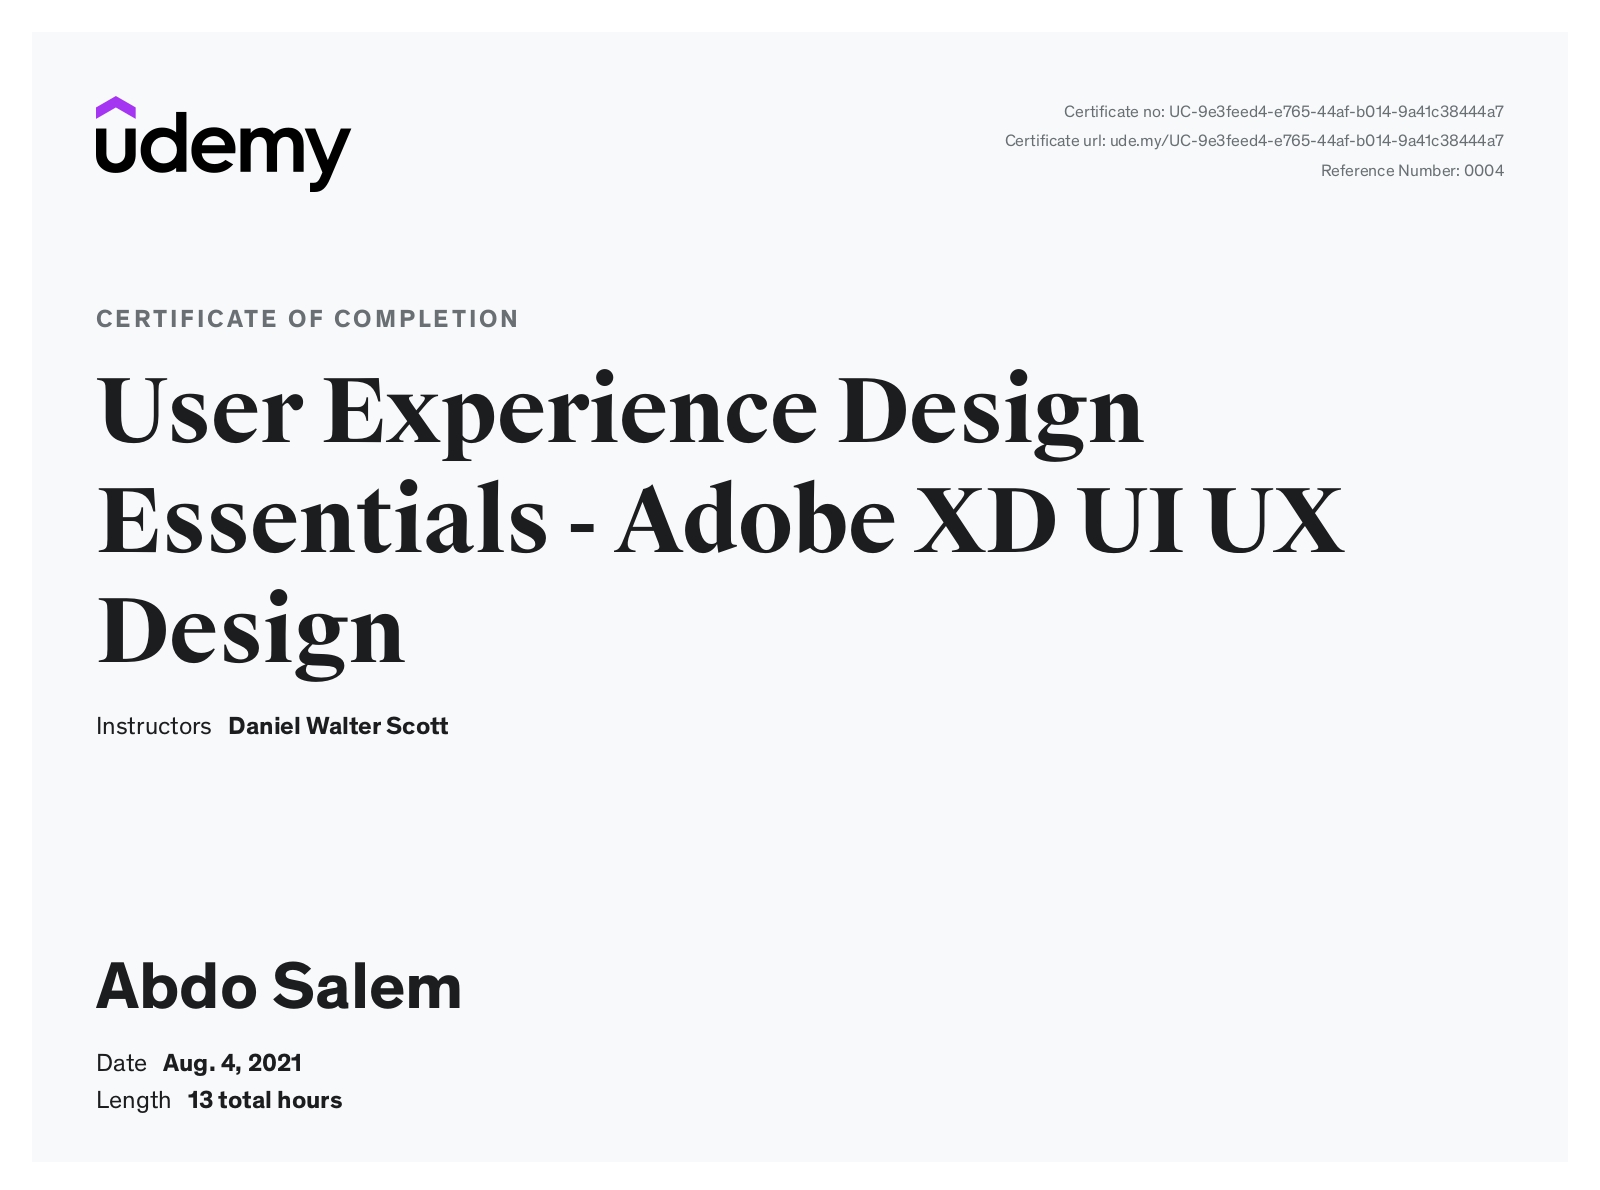 udemy
Certificate no: UC-9e3feed4-e765-44af-b014-9a41c38444a7
Certificate url: ude.my/UC-9e3feed4-e765-44af-b014-9a41c38444a7
Reference Number: 0004
CERTIFICATE OF COMPLETION
User Experience Design
Essentials - Adobe XD UI UX
Design
Instructors Daniel Walter Scott
Abdo Salem
Date Aug. 4, 2021
Length 13 total hours